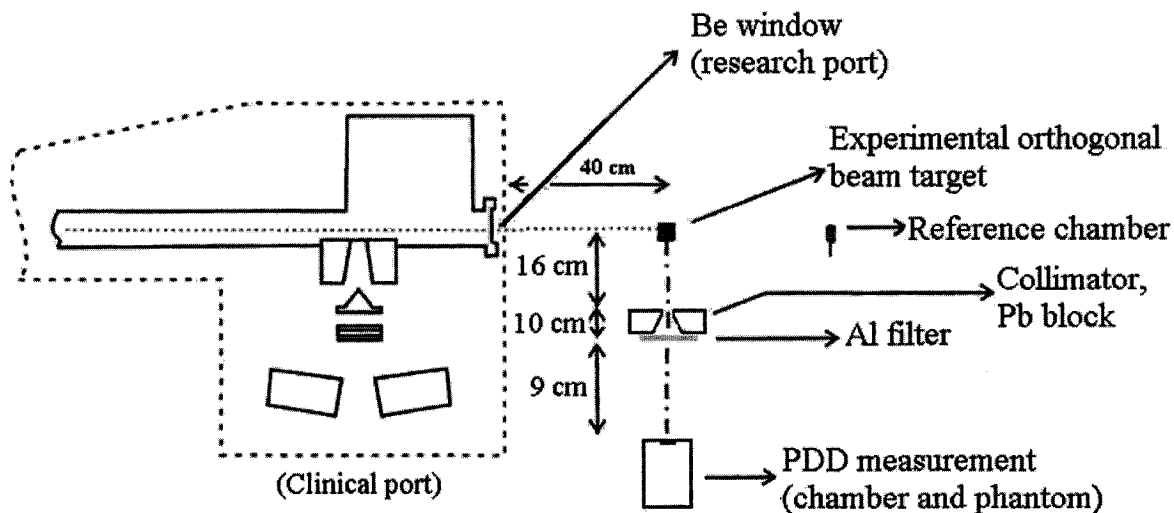 Be window
(research port)
40 cm
Experimental orthogonal
beam target
Reference chamber
16 cm
Collimator,
Pb block
10 cm
Al filter
9 cm
(Clinical port)
PDD measurement
(chamber and phantom)